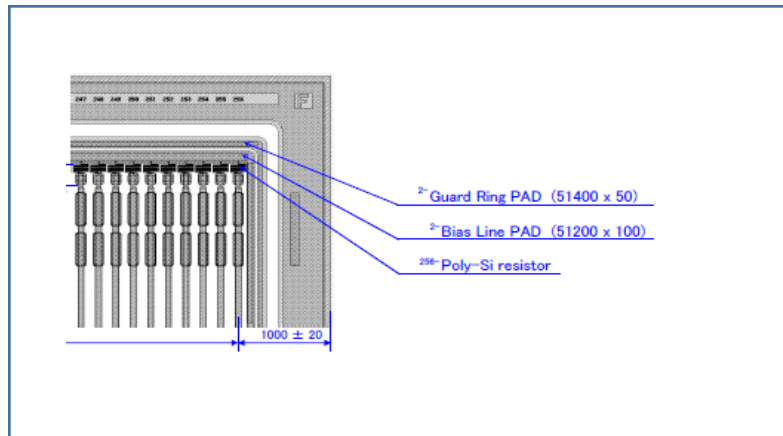 247 248 249 250 251 252 253 254 255 256 F
2-Guard Ring PAD (51400 x 50)
2-Bias Line PAD (51200 x 100)
256-Poly-Si resistor
1000 ± 20